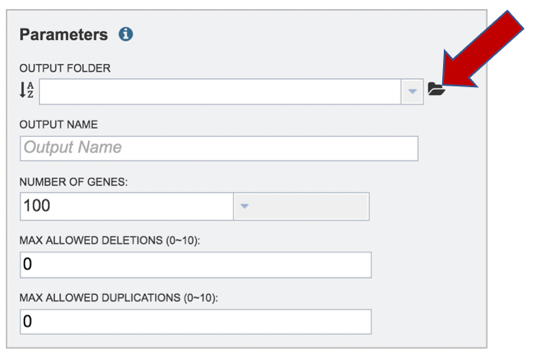 Parameters
OUTPUT FOLDER
AZ
OUTPUT NAME
Output Name
NUMBER OF GENES:
100
MAX ALLOWED DELETIONS (0~10):
0
MAX ALLOWED DUPLICATIONS (0~10):
0